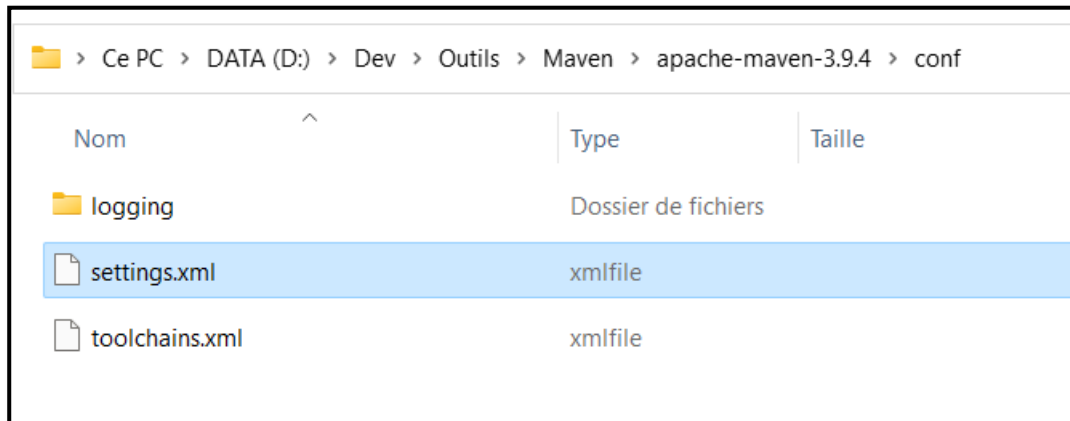 Ce PC > DATA (D:) > Dev > Outils > Maven > apache-maven-3.9.4 > conf
Nom Type Taille
logging Dossier de fichiers
settings.xml xmlfile
toolchains.xml xmlfile